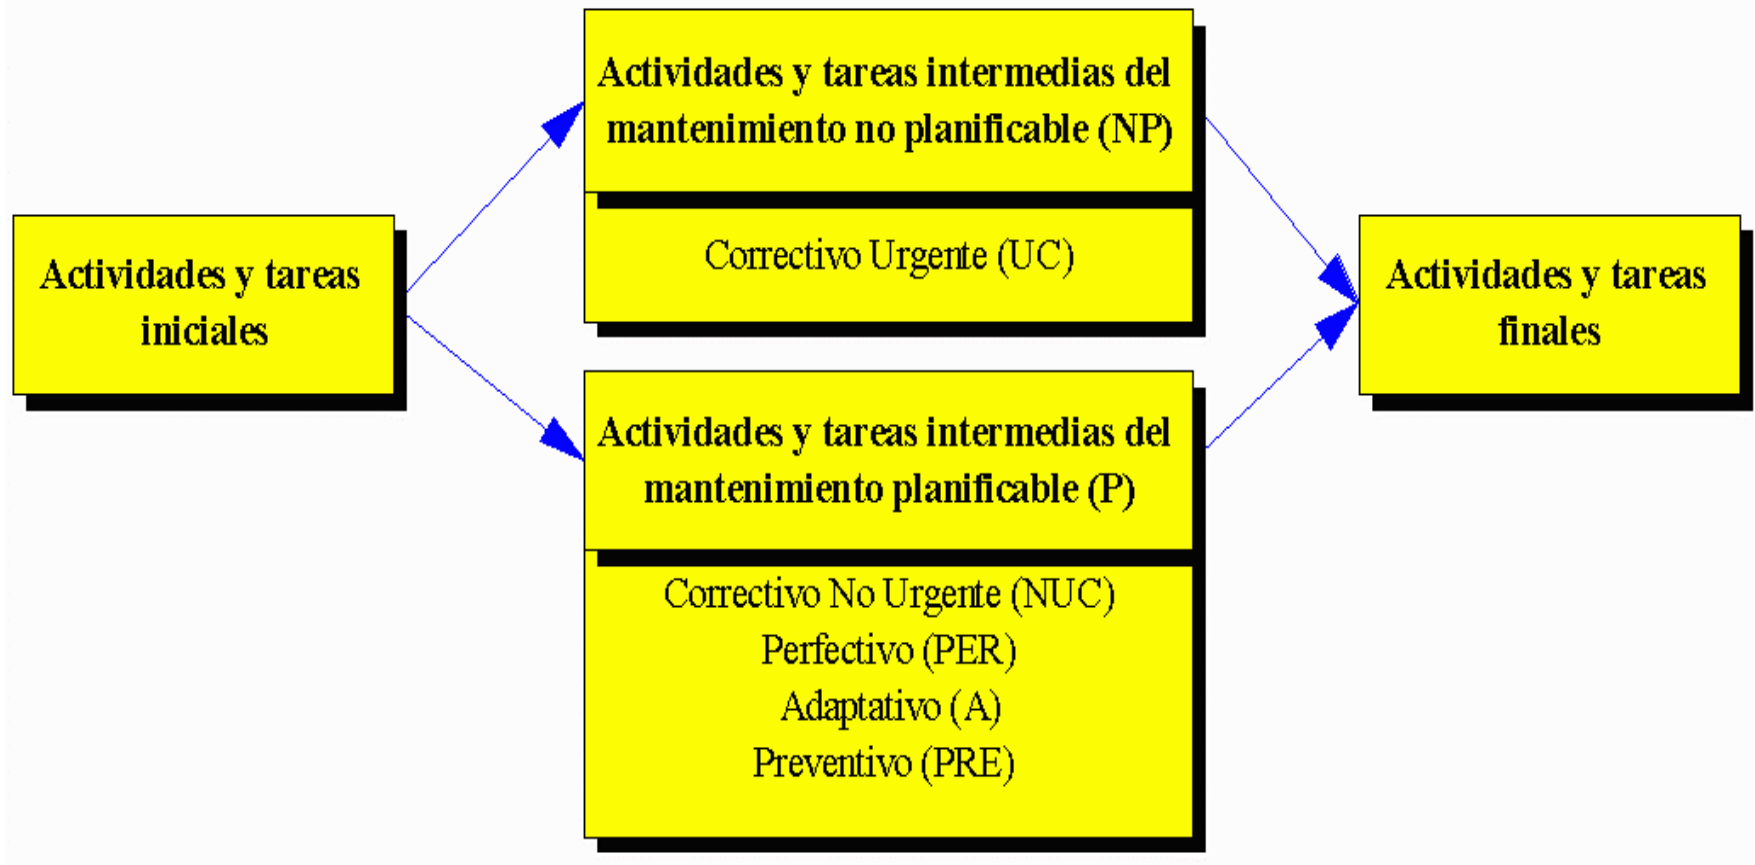 Actividades y tareas
iniciales
Actividades y tareas intermedias del
mantenimiento no planificable (NP)
Correctivo Urgente (UC)
Actividades y tareas intermedias del
mantenimiento planificable (P)
Correctivo No Urgente (NUC)
Perfectivo (PER)
Adaptativo (A)
Preventivo (PRE)
Actividades y tareas
finales